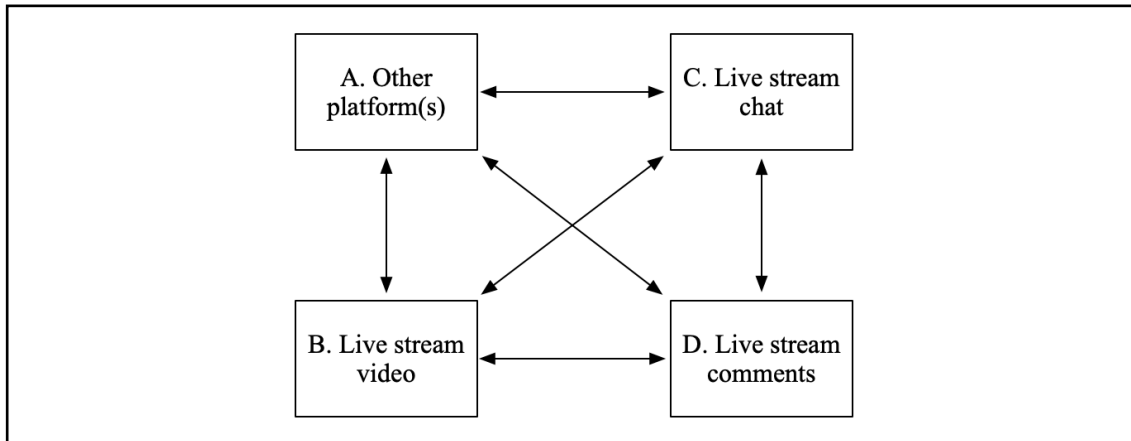 A. Other
platform(s)
C. Live stream
chat
B. Live stream
video
D. Live stream
comments